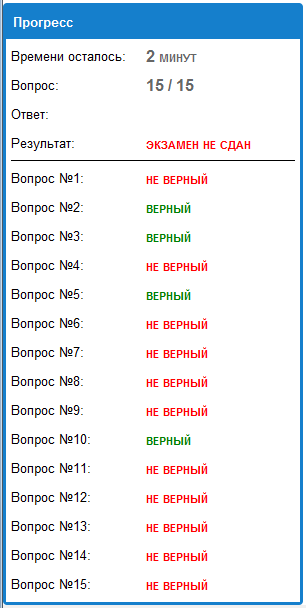 Прогресс
Времени осталось: 2 минут
Вопрос: 15 / 15
Ответ:
Результат: экзамен не сдан
Вопрос №1: не верный
Вопрос №2: верный
Вопрос №3: верный
Вопрос №4: не верный
Вопрос №5: верный
Вопрос №6: не верный
Вопрос №7: не верный
Вопрос №8: не верный
Вопрос №9: не верный
Вопрос №10: верный
Вопрос №11: не верный
Вопрос №12: не верный
Вопрос №13: не верный
Вопрос №14: не верный
Вопрос №15: не верный